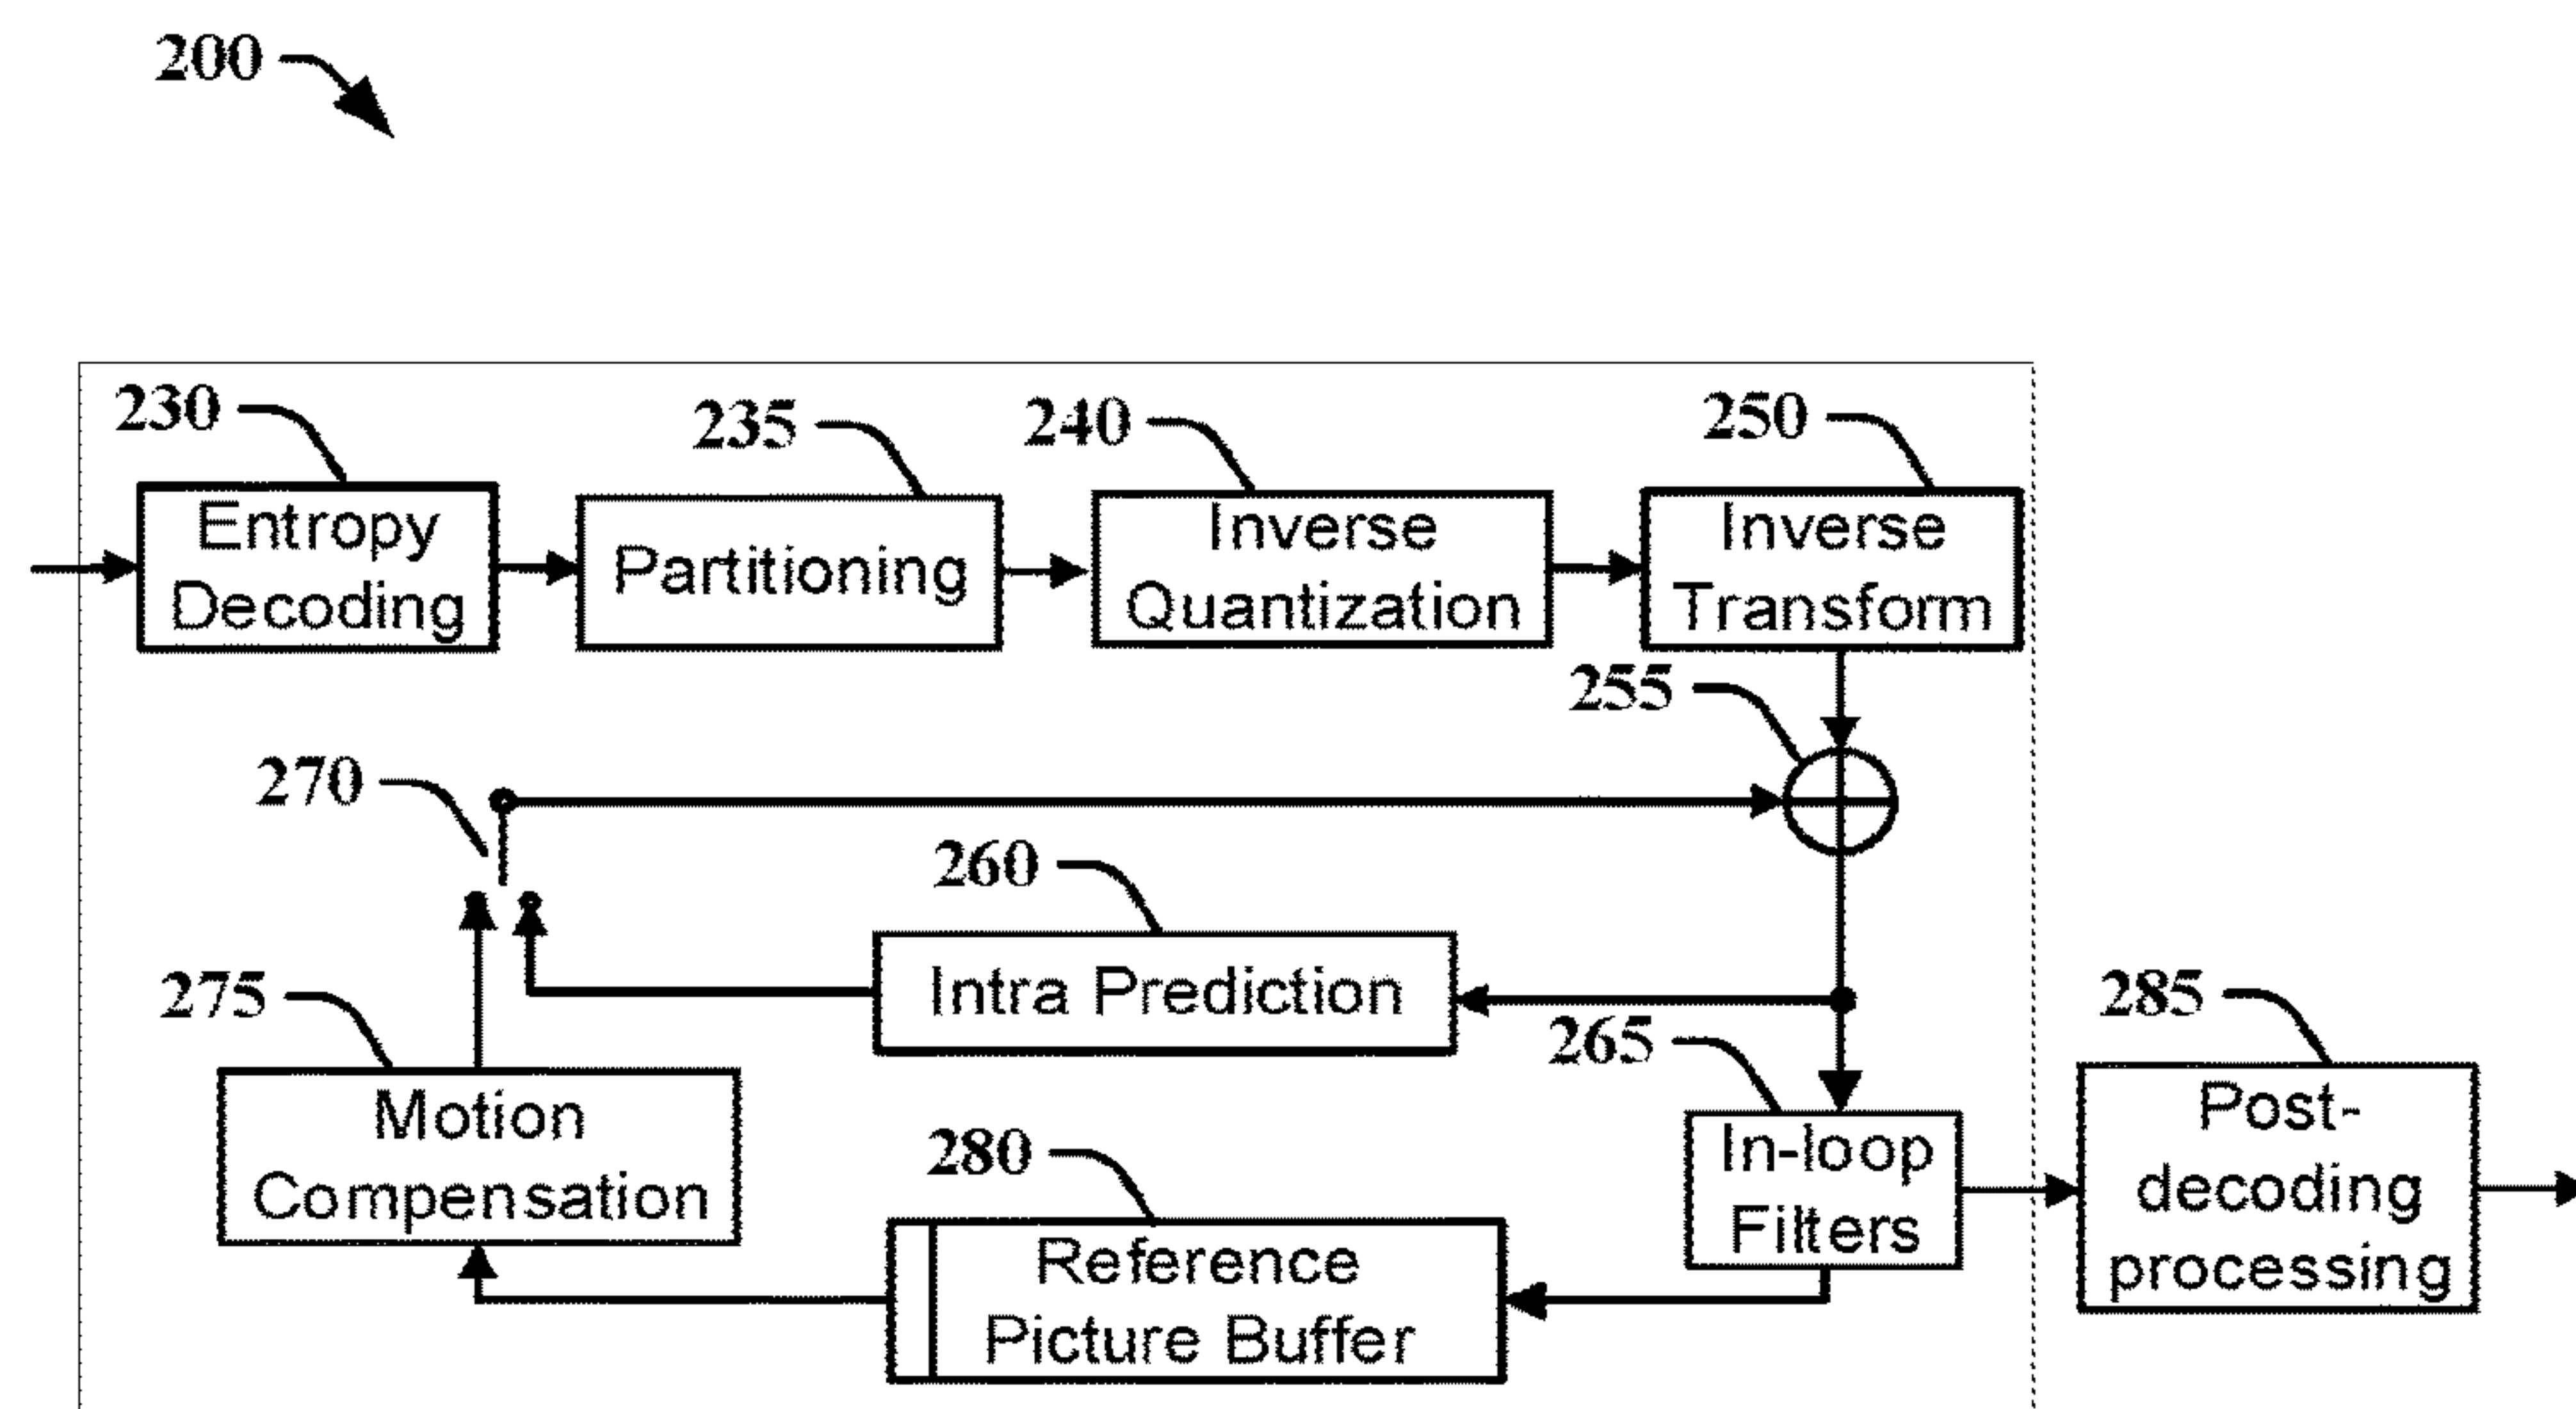 200
230
235
240
250
Entropy
Decoding
Partitioning
Inverse
Quantization
Inverse
Transform
255
270
260
Intra Prediction
275
265
285
Motion
Compensation
280
Reference
Picture Buffer
In-loop
Filters
Post-
decoding
processing